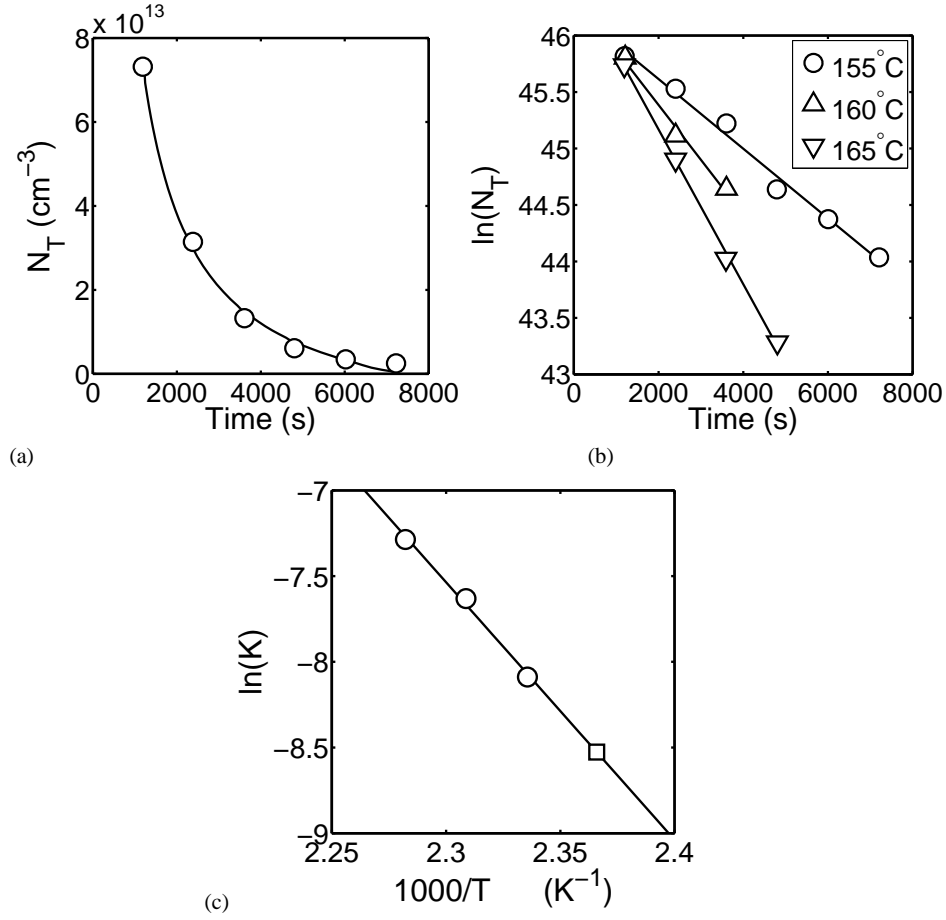 x 10^13
8
6
4
2
0
0 2000 4000 6000 8000
N_T (cm^−3)
Time (s)
(a)
46
45.5
45
44.5
44
43.5
43
0 2000 4000 6000 8000
ln(N_T)
Time (s)
155°C
160°C
165°C
(b)
−7
−7.5
−8
−8.5
−9
2.25 2.3 2.35 2.4
ln(K)
1000/T (K^−1)
(c)